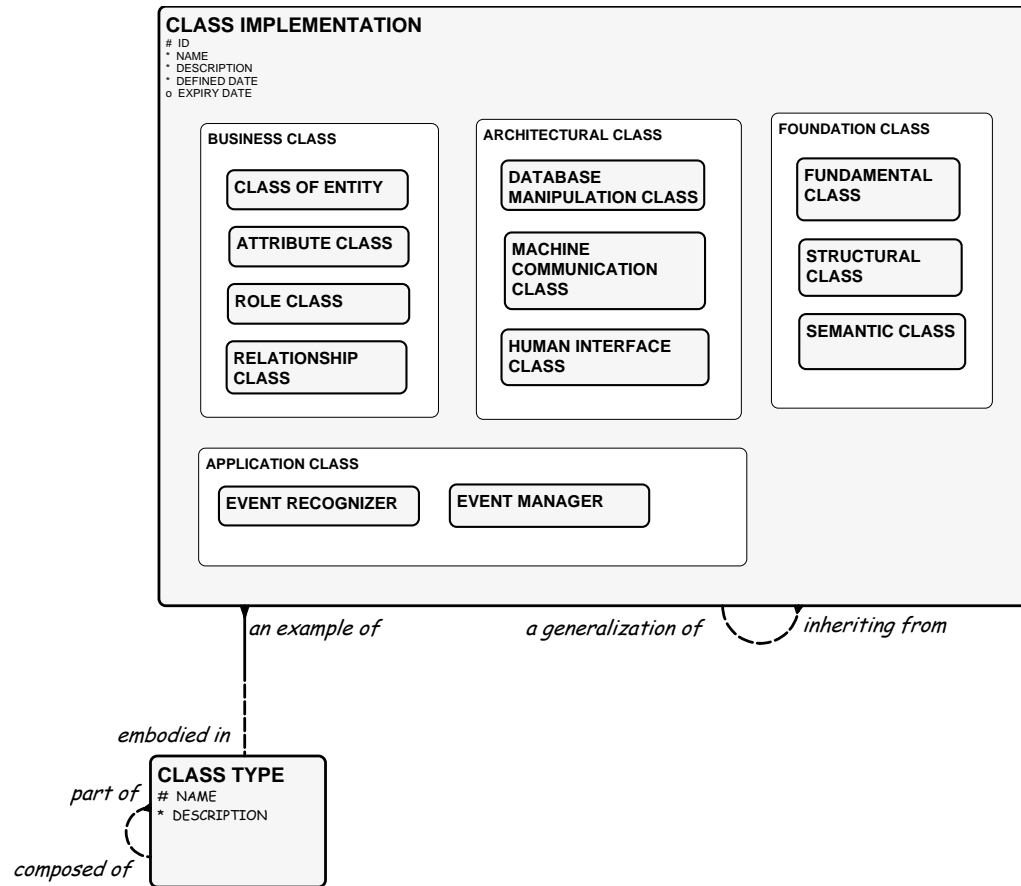 CLASS IMPLEMENTATION
# ID
* NAME
* DESCRIPTION
* DEFINED DATE
o EXPIRY DATE
BUSINESS CLASS
CLASS OF ENTITY
ATTRIBUTE CLASS
ROLE CLASS
RELATIONSHIP
CLASS
ARCHITECTURAL CLASS
DATABASE
MANIPULATION CLASS
MACHINE
COMMUNICATION
CLASS
HUMAN INTERFACE
CLASS
FOUNDATION CLASS
FUNDAMENTAL
CLASS
STRUCTURAL
CLASS
SEMANTIC CLASS
APPLICATION CLASS
EVENT RECOGNIZER
EVENT MANAGER
an example of
a generalization of
inheriting from
embodied in
CLASS TYPE
# NAME
* DESCRIPTION
part of
composed of